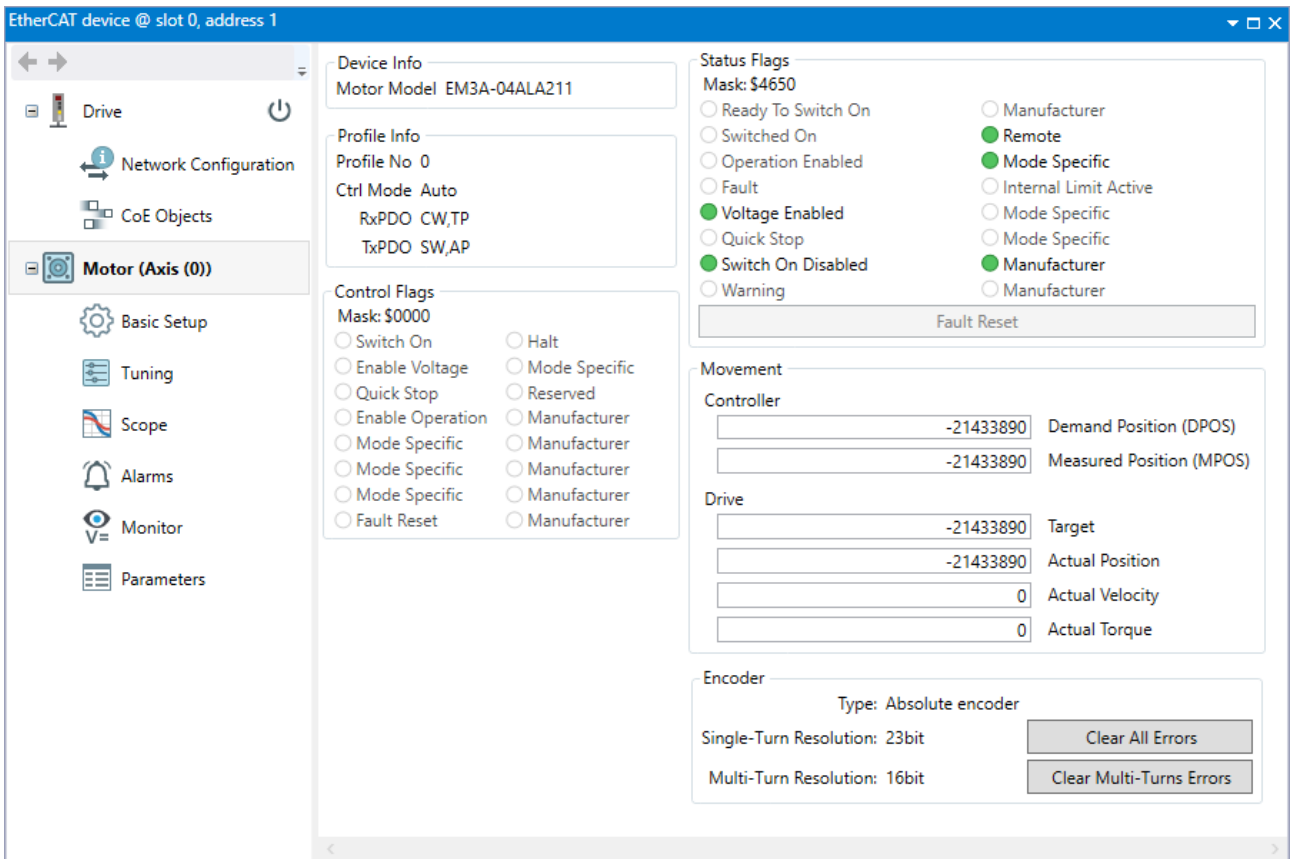 EtherCAT device @ slot 0, address 1
Drive
Network Configuration
CoE Objects
Motor (Axis (0))
Basic Setup
Tuning
Scope
Alarms
V=
Monitor
Parameters
Device Info
Motor Model EM3A-04ALA211
Profile Info
Profile No 0
Ctrl Mode Auto
RxPDO CW,TP
TxPDO SW,AP
Control Flags
Mask: $0000
Switch On Halt
Enable Voltage Mode Specific
Quick Stop Reserved
Enable Operation Manufacturer
Mode Specific Manufacturer
Mode Specific Manufacturer
Mode Specific Manufacturer
Fault Reset Manufacturer
Status Flags
Mask: $4650
Ready To Switch On Manufacturer
Switched On Remote
Operation Enabled Mode Specific
Fault Internal Limit Active
Voltage Enabled Mode Specific
Quick Stop Mode Specific
Switch On Disabled Manufacturer
Warning Manufacturer
Fault Reset
Movement
Controller
-21433890 Demand Position (DPOS)
-21433890 Measured Position (MPOS)
Drive
-21433890 Target
-21433890 Actual Position
0 Actual Velocity
0 Actual Torque
Encoder
Type: Absolute encoder
Single-Turn Resolution: 23bit Clear All Errors
Multi-Turn Resolution: 16bit Clear Multi-Turns Errors